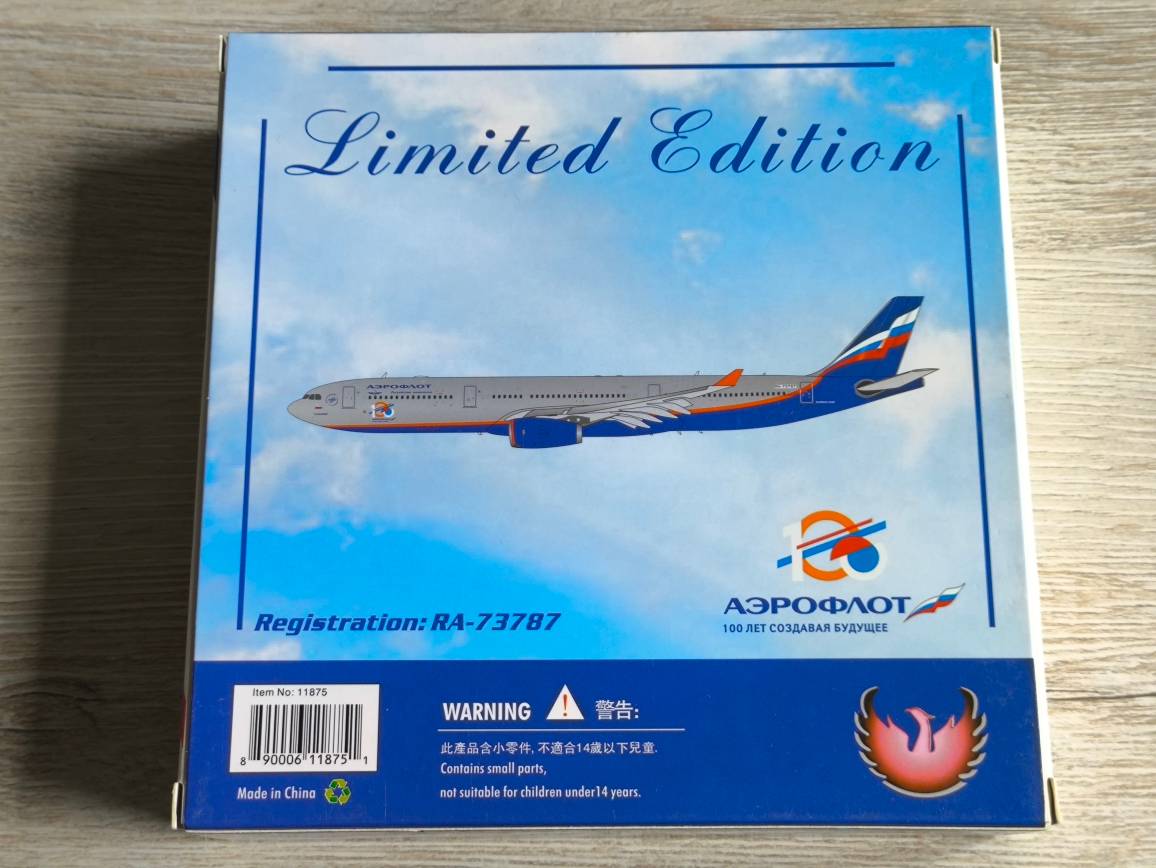 Limited Edition
АЭРОФЛОТ
100
Registration: RA-73787
100
АЭРОФЛОТ
100 ЛЕТ СОЗДАВАЯ БУДУЩЕЕ
Item No: 11875
8 90006 11875 1
Made in China
WARNING ! 警告:
此產品含小零件, 不適合14歲以下兒童.
Contains small parts,
not suitable for children under14 years.